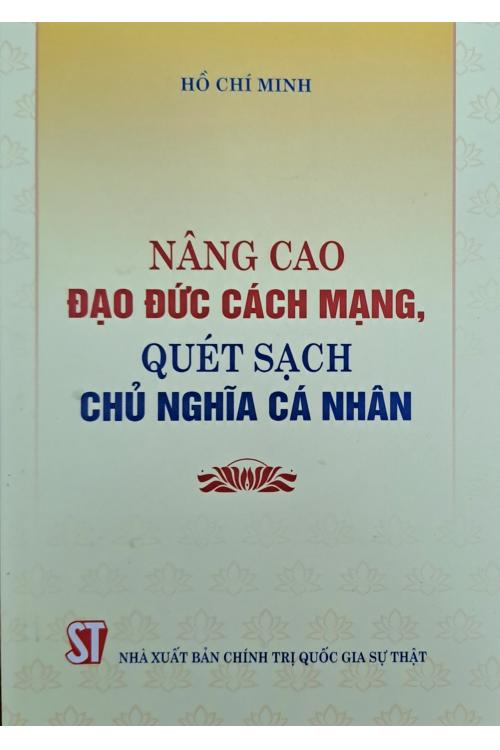 HỒ CHÍ MINH
NÂNG CAO
ĐẠO ĐỨC CÁCH MẠNG,
QUÉT SẠCH
CHỦ NGHĨA CÁ NHÂN
ST
NHÀ XUẤT BẢN CHÍNH TRỊ QUỐC GIA SỰ THẬT